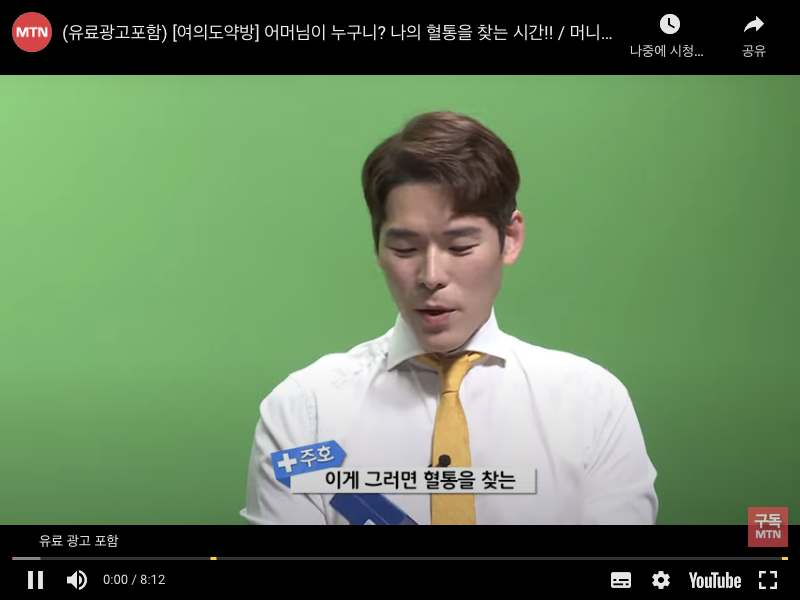 MTN
(유료광고포함) [여의도약방] 어머님이 누구니? 나의 혈통을 찾는 시간!! / 머니...
나중에 시청...
공유
주호
이게 그러면 혈통을 찾는
구독
MTN
유료 광고 포함
0:00 / 8:12
YouTube